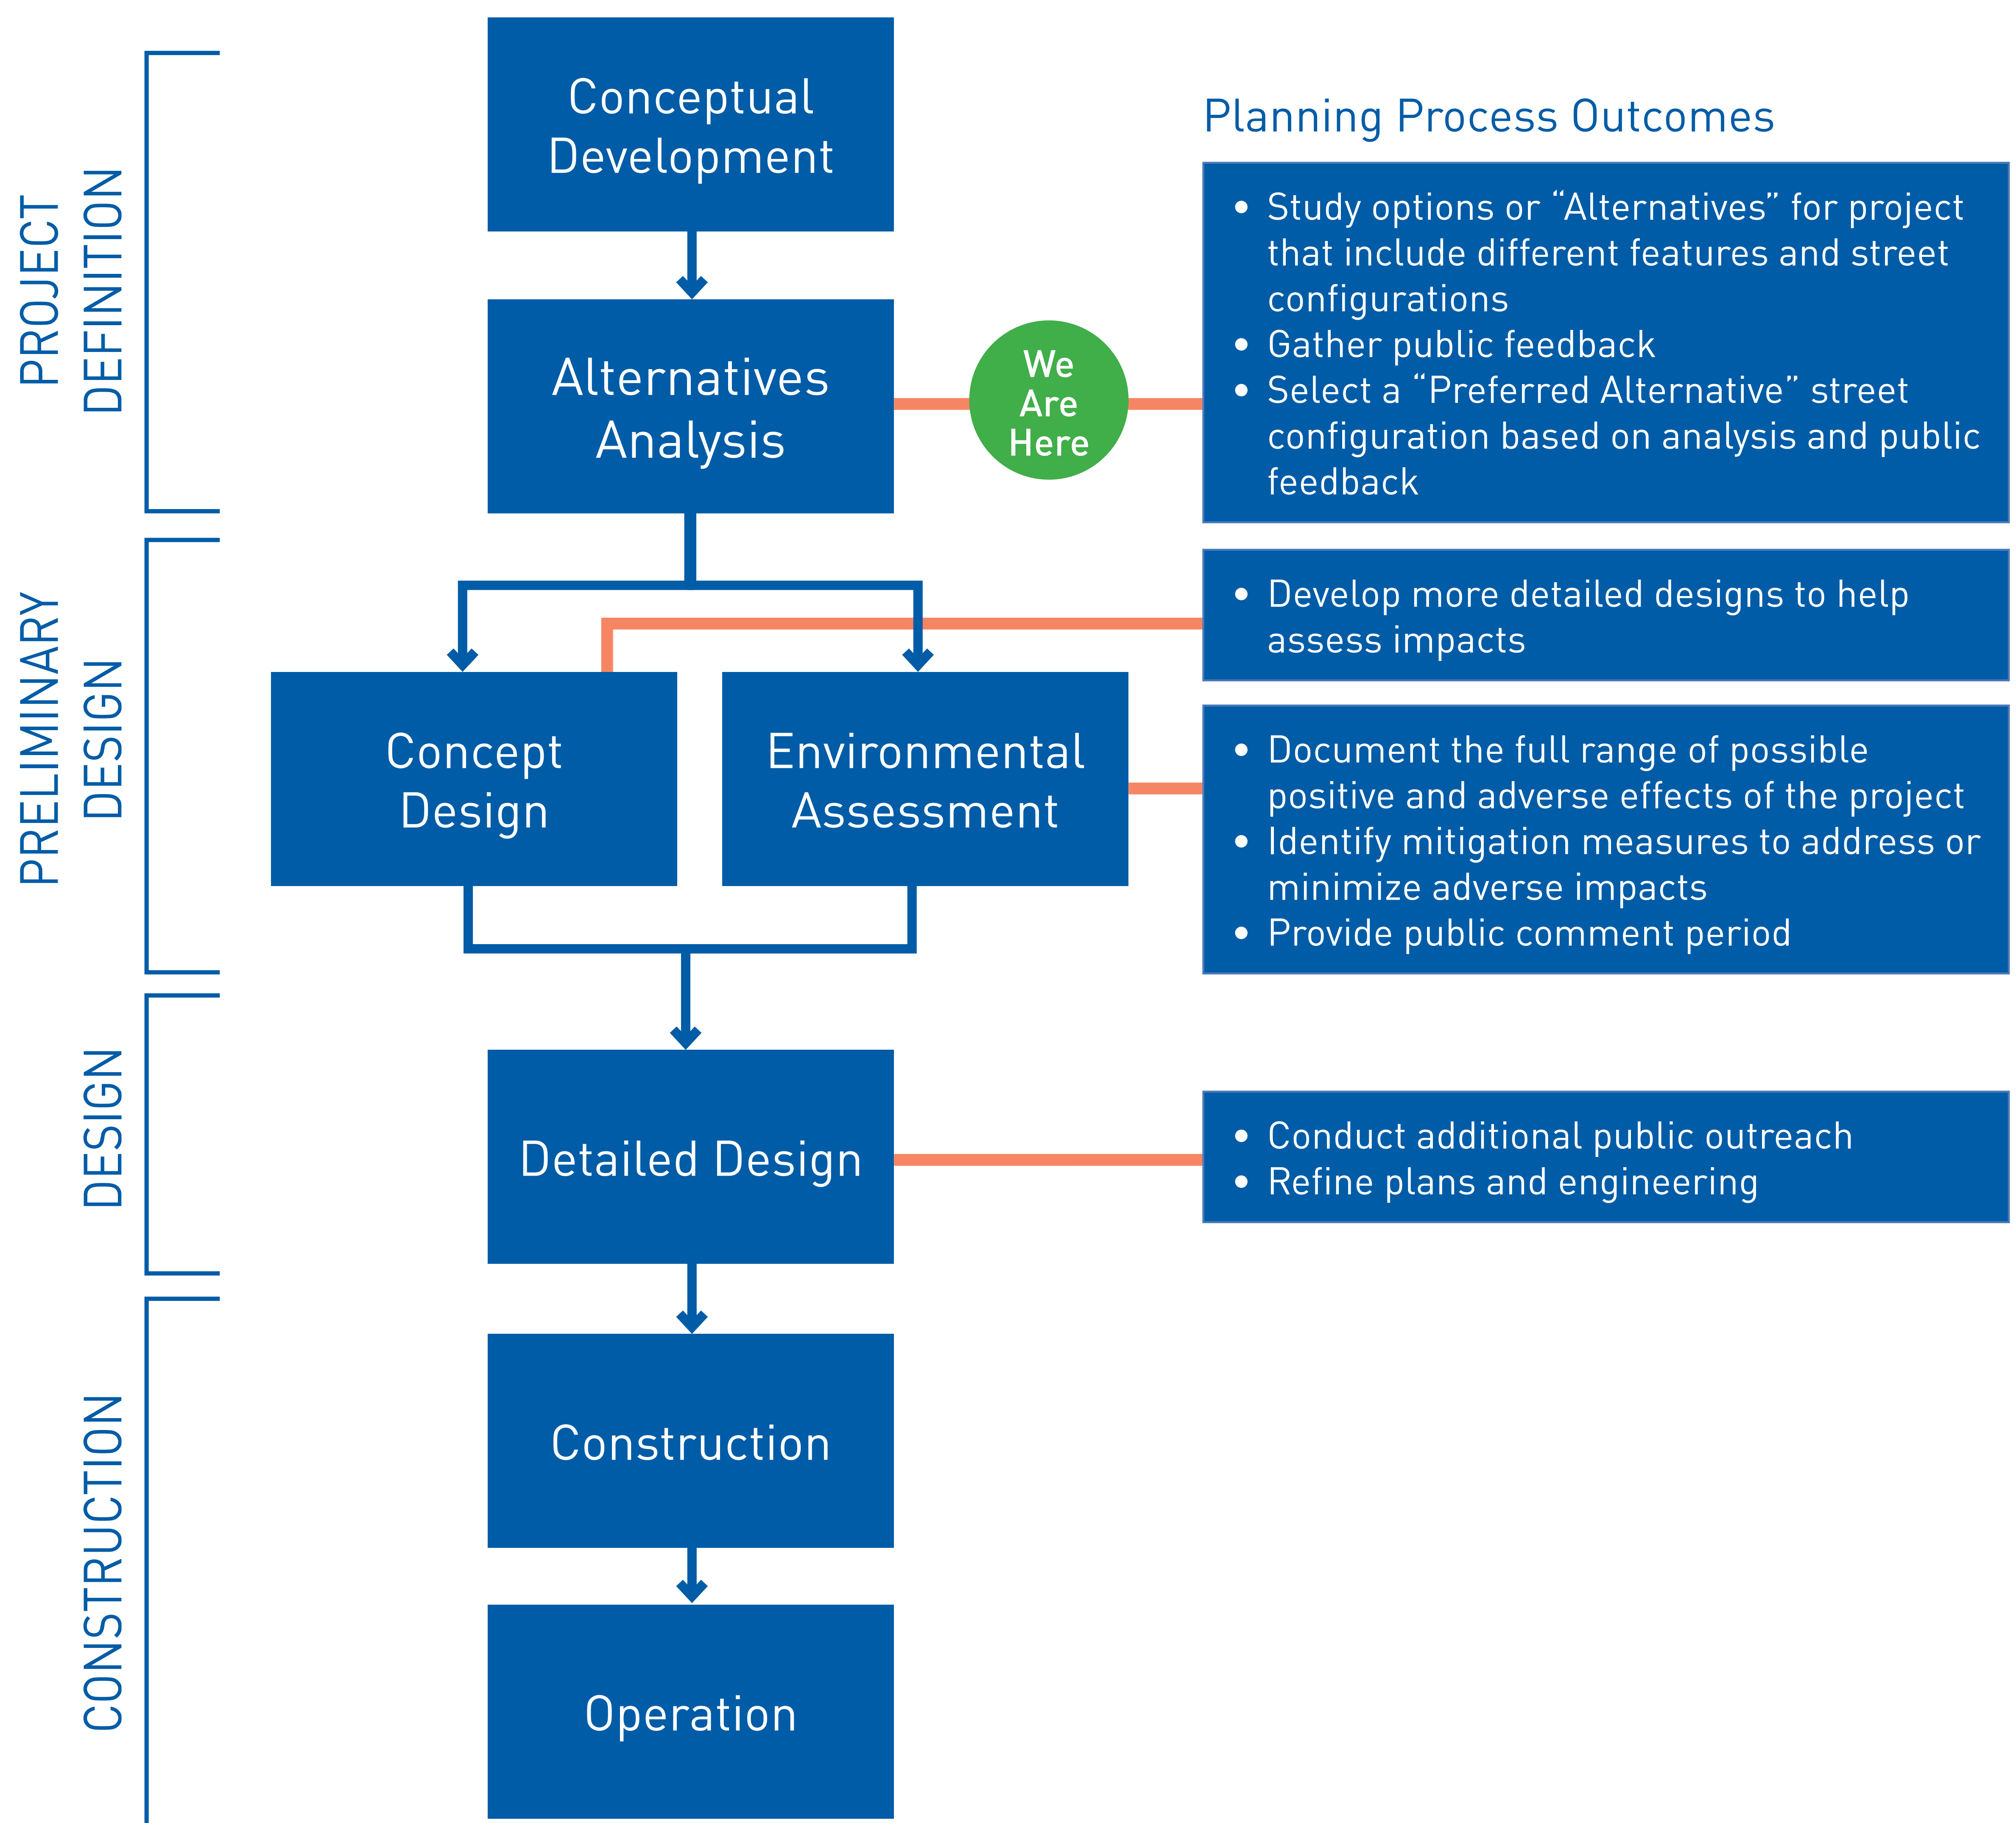 PROJECT
DEFINITION
Conceptual
Development
Alternatives
Analysis
We
Are
Here
Planning Process Outcomes
• Study options or “Alternatives” for project
that include different features and street
configurations
• Gather public feedback
• Select a “Preferred Alternative” street
configuration based on analysis and public
feedback
PRELIMINARY
DESIGN
Concept
Design
Environmental
Assessment
• Develop more detailed designs to help
assess impacts
• Document the full range of possible
positive and adverse effects of the project
• Identify mitigation measures to address or
minimize adverse impacts
• Provide public comment period
DESIGN
Detailed Design
• Conduct additional public outreach
• Refine plans and engineering
CONSTRUCTION
Construction
Operation